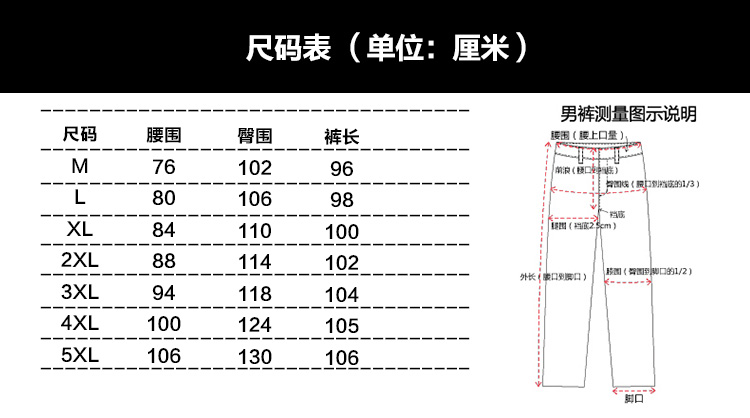 尺码表（单位：厘米）
尺码 腰围 臀围 裤长
M 76 102 96
L 80 106 98
XL 84 110 100
2XL 88 114 102
3XL 94 118 104
4XL 100 124 105
5XL 106 130 106
男裤测量图示说明
腰围（腰上口量）
前浪（腰口到裆底）
臀围线（腰口到裆底的1/3）
裆底
腿围（裆底2.5cm）
外长（腰口到脚口）
膝围（臀围到脚口的1/2）
脚口